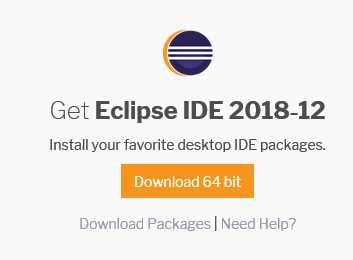 Get Eclipse IDE 2018-12
Install your favorite desktop IDE packages.
Download 64 bit
Download Packages | Need Help?